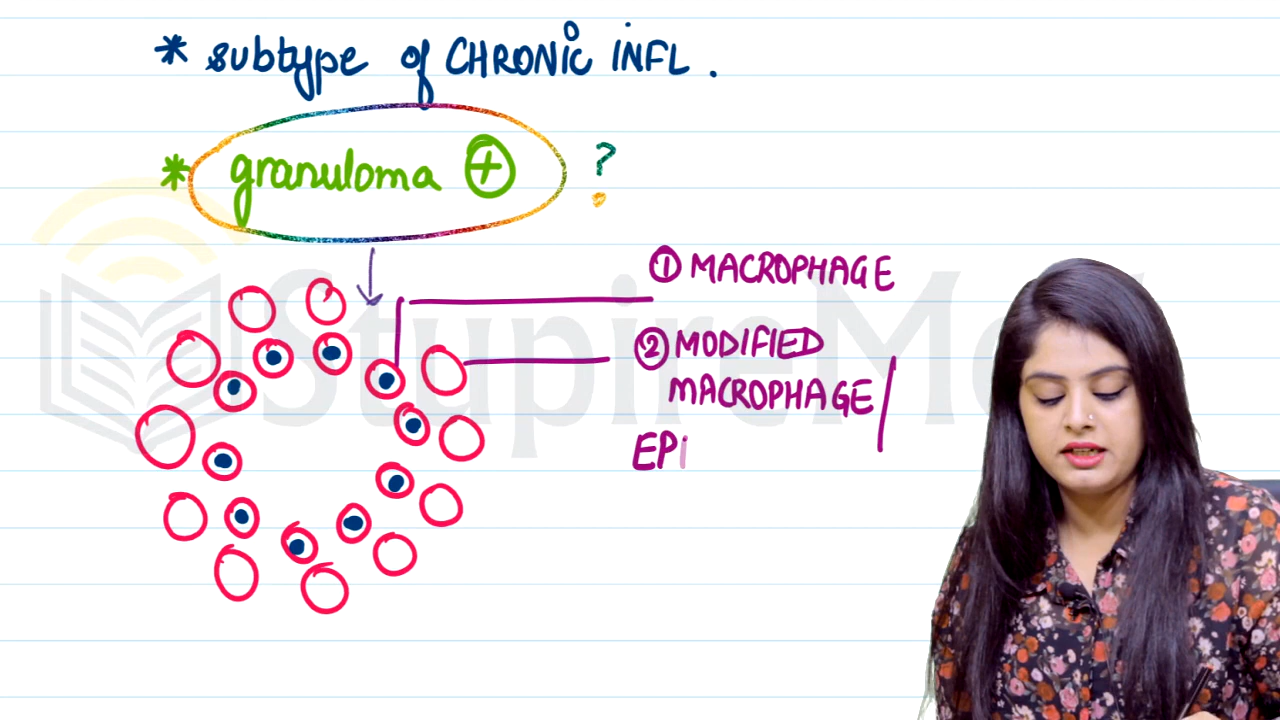 * subtype of CHRONIC INFL.
* granuloma + ?
① MACROPHAGE
② MODIFIED
MACROPHAGE/
EPI